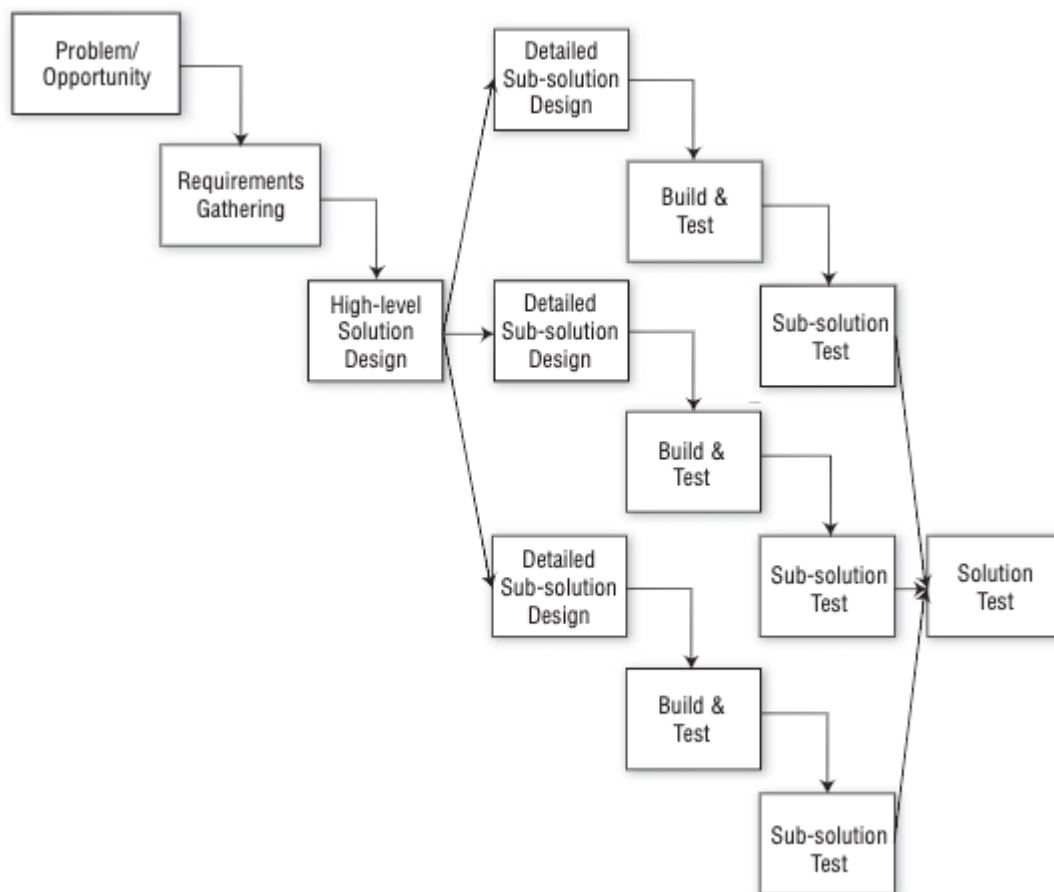 Problem/
Opportunity
Requirements
Gathering
High-level
Solution
Design
Detailed
Sub-solution
Design
Build &
Test
Sub-solution
Test
Detailed
Sub-solution
Design
Build &
Test
Sub-solution
Test
Detailed
Sub-solution
Design
Build &
Test
Sub-solution
Test
Solution
Test